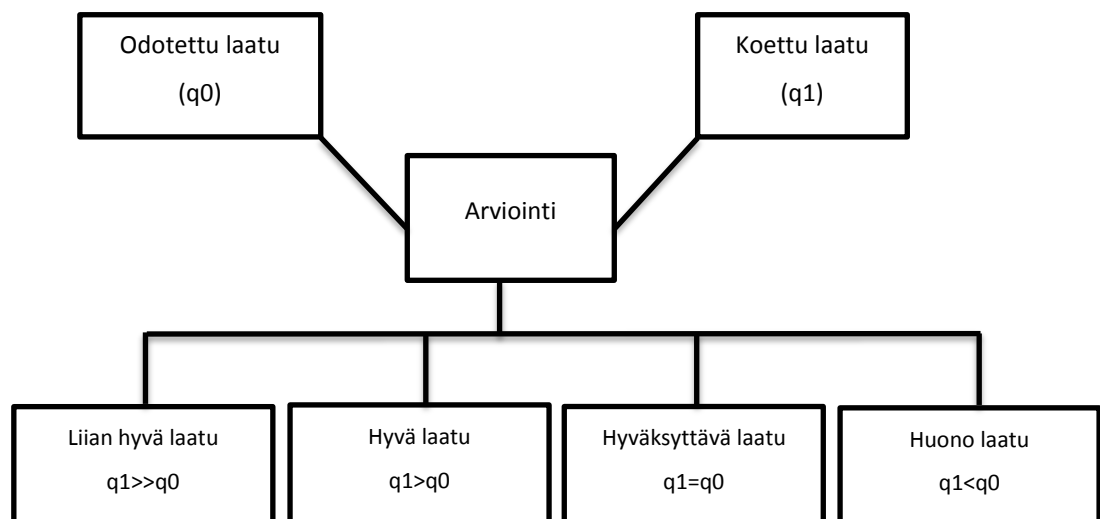 Odotettu laatu
(q0)
Koettu laatu
(q1)
Arviointi
Liian hyvä laatu
q1>>q0
Hyvä laatu
q1>q0
Hyväksyttävä laatu
q1=q0
Huono laatu
q1<q0